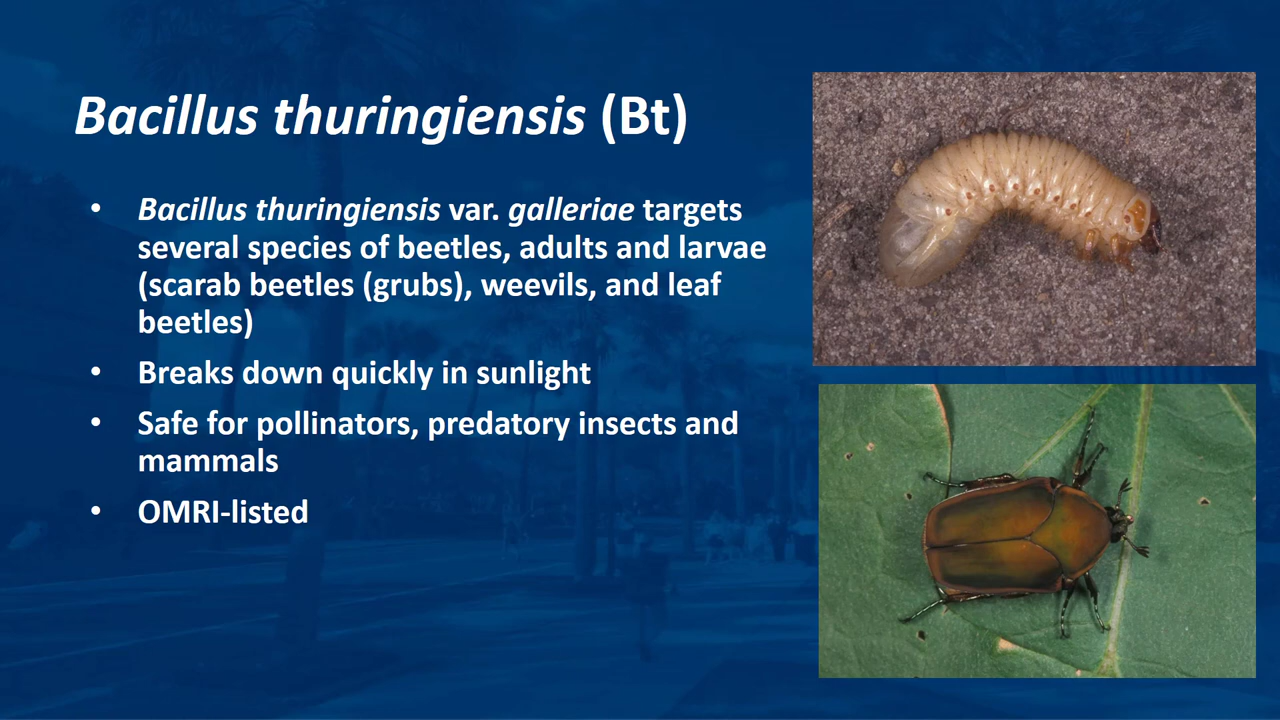 Bacillus thuringiensis (Bt)
• Bacillus thuringiensis var. galleriae targets
several species of beetles, adults and larvae
(scarab beetles (grubs), weevils, and leaf
beetles)
• Breaks down quickly in sunlight
• Safe for pollinators, predatory insects and
mammals
• OMRI-listed